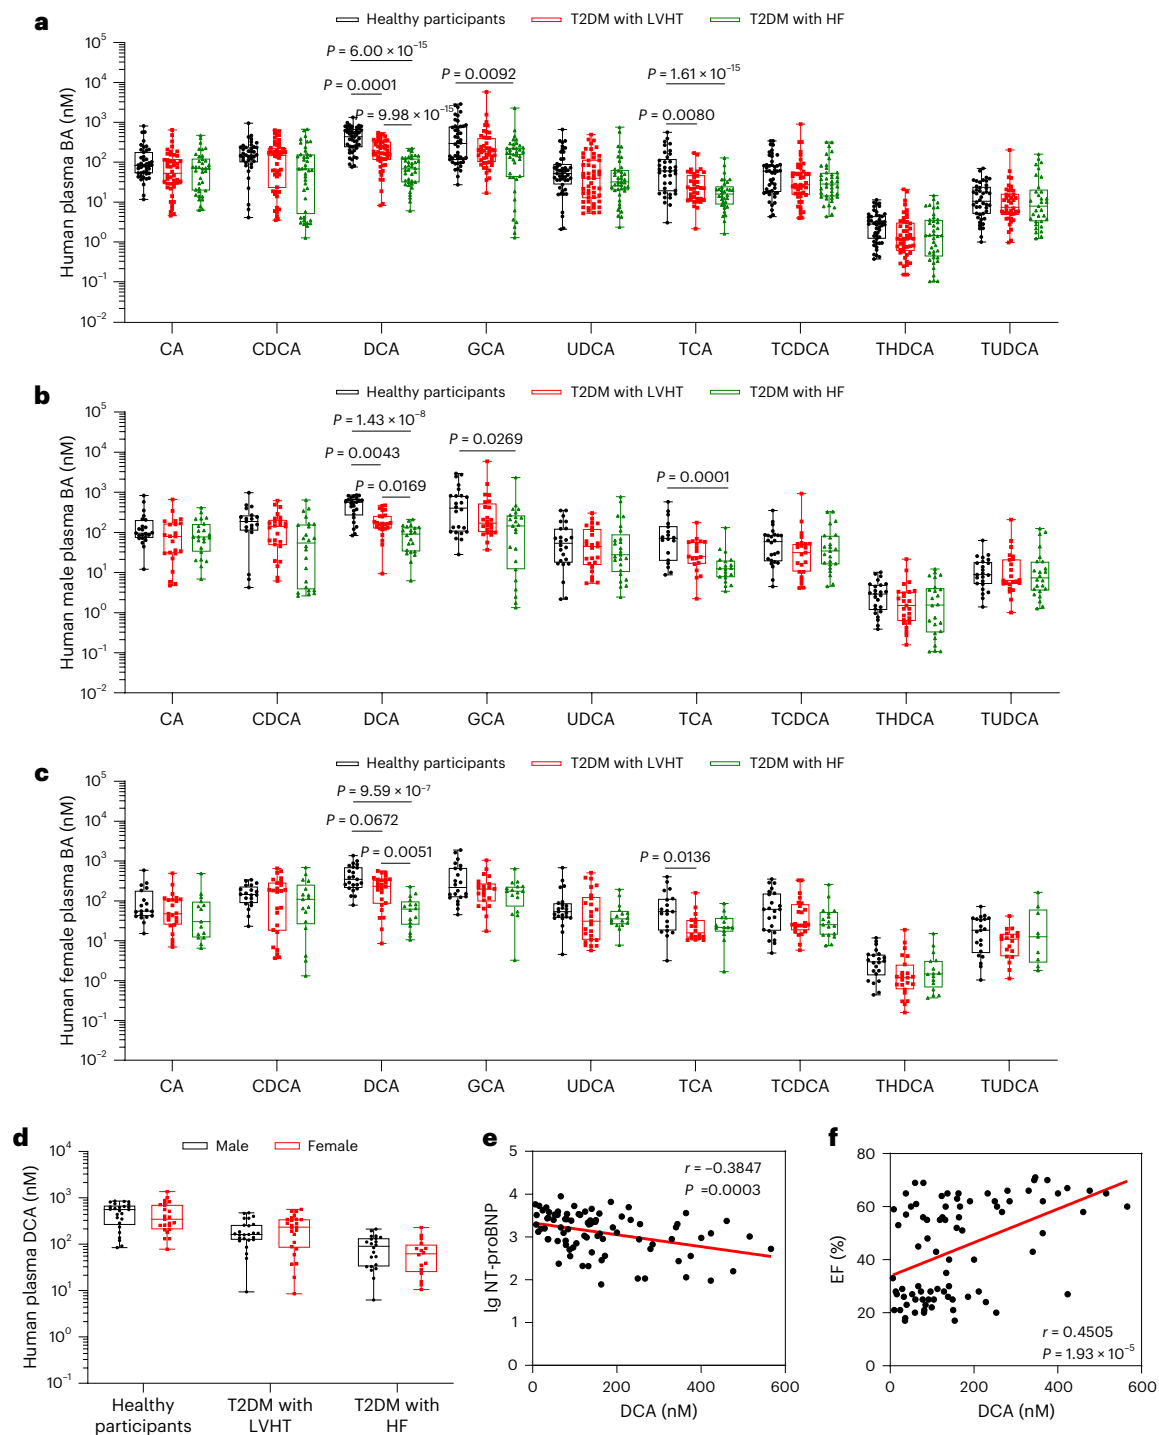 a
Healthy participants T2DM with LVHT T2DM with HF
Human plasma BA (nM)
10⁵
10⁴
10³
10²
10¹
10⁰
10⁻¹
10⁻²
P = 6.00 × 10⁻¹⁵
P = 0.0001
P = 9.98 × 10⁻¹⁵
P = 0.0092
P = 1.61 × 10⁻¹⁵
P = 0.0080
CA CDCA DCA GCA UDCA TCA TCDCA THDCA TUDCA
b
Healthy participants T2DM with LVHT T2DM with HF
Human male plasma BA (nM)
10⁵
10⁴
10³
10²
10¹
10⁰
10⁻¹
10⁻²
P = 1.43 × 10⁻⁸
P = 0.0043
P = 0.0169
P = 0.0269
P = 0.0001
CA CDCA DCA GCA UDCA TCA TCDCA THDCA TUDCA
c
Healthy participants T2DM with LVHT T2DM with HF
Human female plasma BA (nM)
10⁵
10⁴
10³
10²
10¹
10⁰
10⁻¹
10⁻²
P = 9.59 × 10⁻⁷
P = 0.0672
P = 0.0051
P = 0.0136
CA CDCA DCA GCA UDCA TCA TCDCA THDCA TUDCA
d
Male Female
Human plasma DCA (nM)
10⁴
10³
10²
10¹
10⁰
10⁻¹
Healthy participants
T2DM with LVHT
T2DM with HF
e
lg NT-proBNP
5
4
3
2
1
0
r = −0.3847
P =0.0003
0 200 400 600
DCA (nM)
f
EF (%)
80
60
40
20
0
r = 0.4505
P = 1.93 × 10⁻⁵
0 200 400 600
DCA (nM)